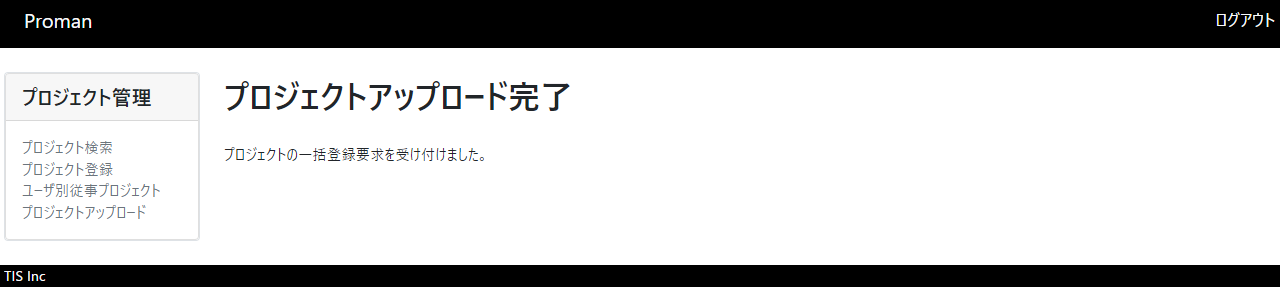 Proman
ログアウト
プロジェクト管理
プロジェクト検索
プロジェクト登録
ユーザ別従事プロジェクト
プロジェクトアップロード
プロジェクトアップロード完了
プロジェクトの一括登録要求を受け付けました。
TIS Inc